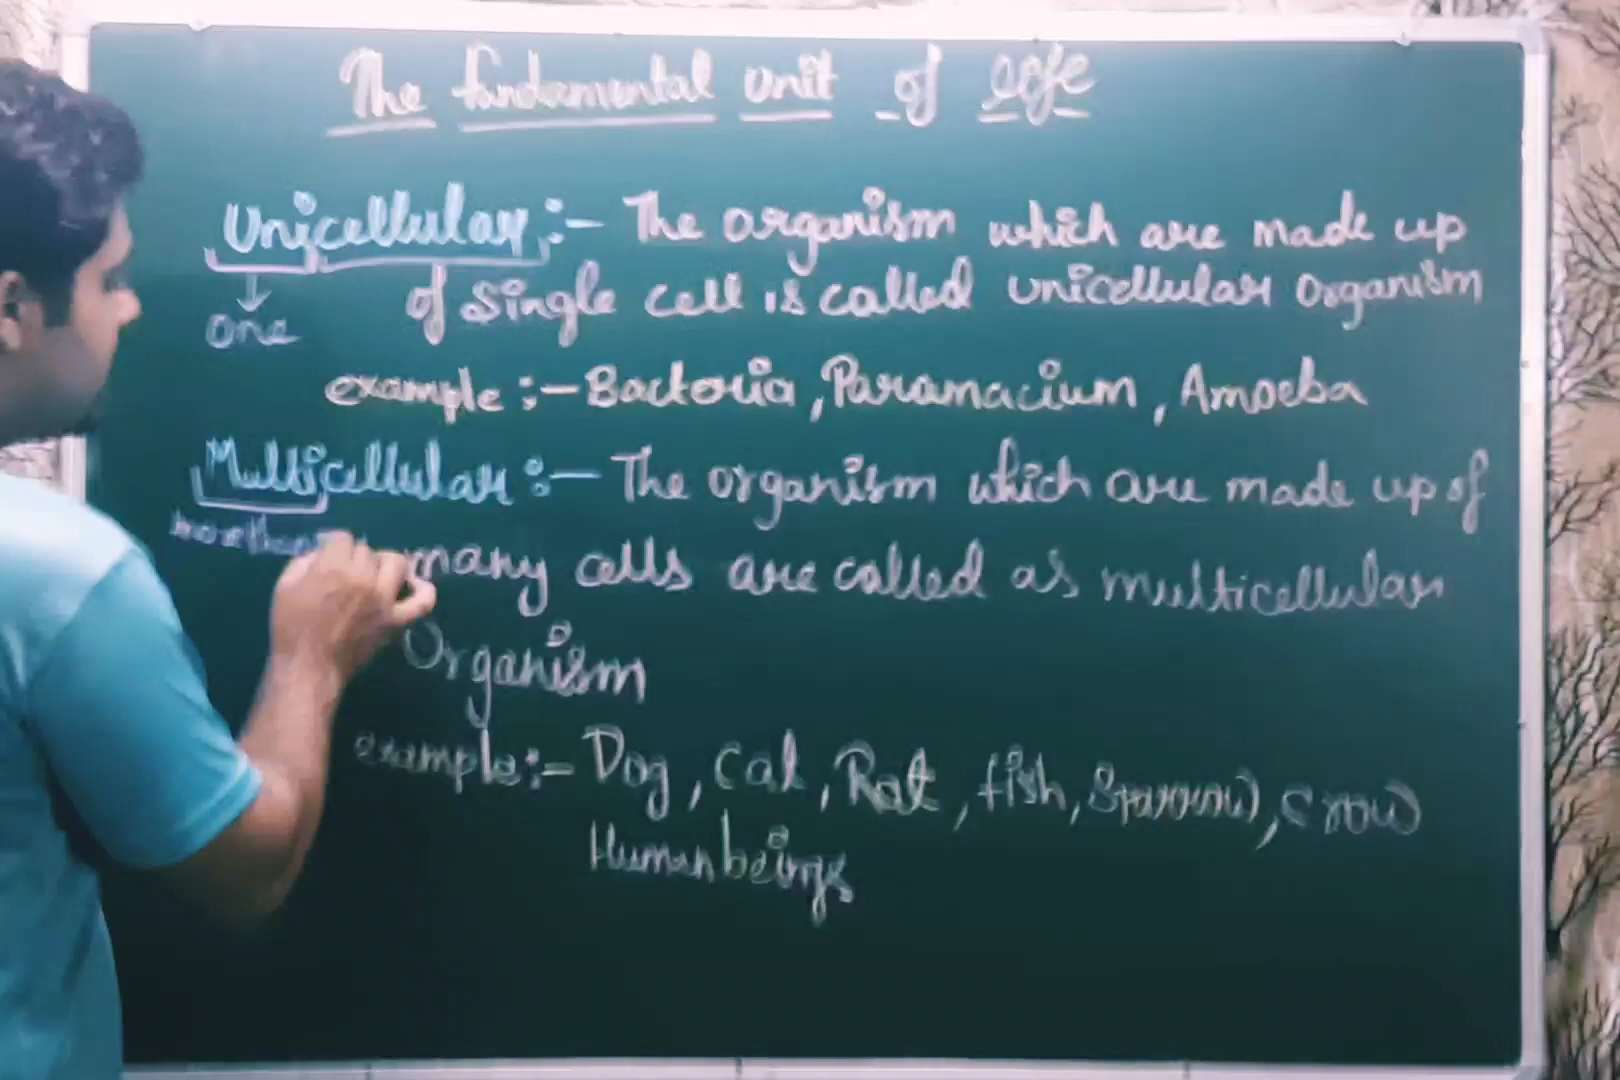 The fundamental unit of life
Unicellular :- The organism which are made up
of single cell is called unicellular organism
one
example :- Bacteria, Paramacium, Amoeba
Multicellular :- The organism which are made up of
more than
many cells are called as multicellular
Organism
example :- Dog, Cat, Rat, fish, Sparrow, Crow
Human beings